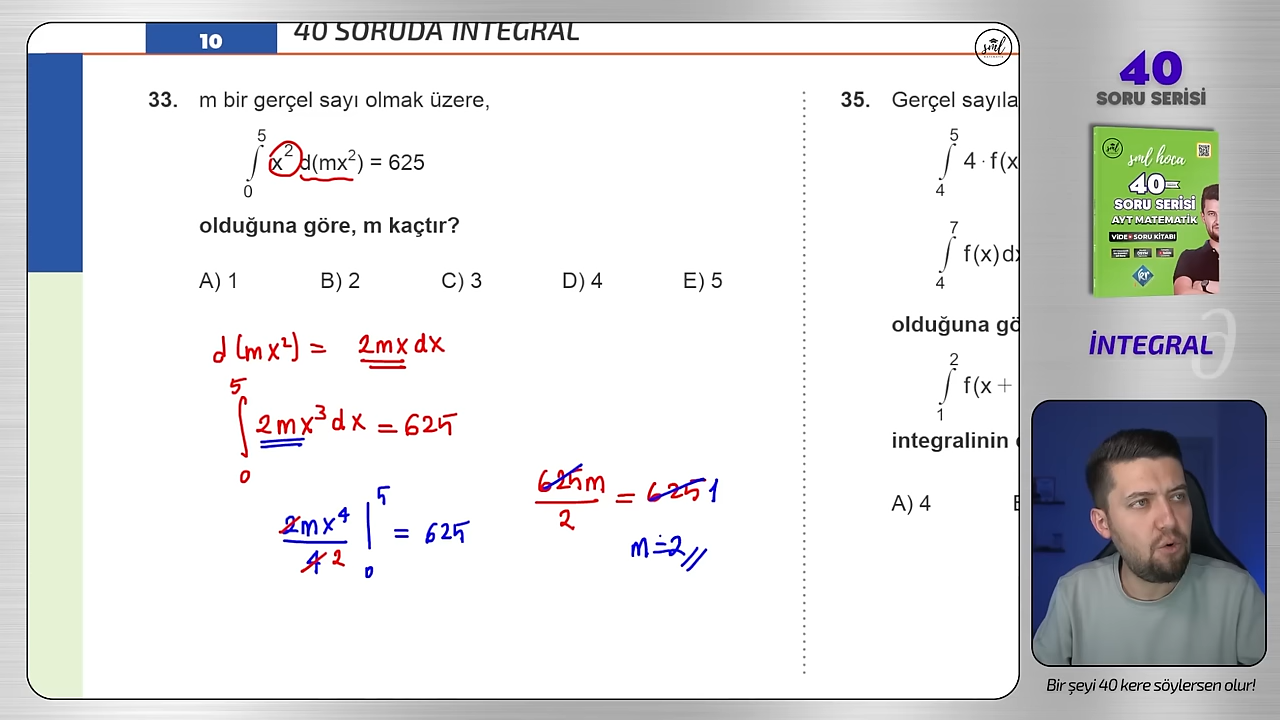 10
40 SORUDA İNTEGRAL
sml
33. m bir gerçel sayı olmak üzere,
5
∫ x² d(mx²) = 625
0
olduğuna göre, m kaçtır?
A) 1 B) 2 C) 3 D) 4 E) 5
d(mx²) = 2mx dx
5
∫ 2mx³ dx = 625
0
2mx⁴ | 5 = 625
4 2 0
625m = 625 1
2
m = 2 //
35. Gerçel sayıla
5
∫ 4 · f(x
4
7
∫ f(x) dx
4
olduğuna gö
2
∫ f(x +
1
integralinin
A) 4
40
SORU SERİSİ
sml
sml hoca
40
SORU SERİSİ
AYT MATEMATİK
VİDEO SORU KİTABI
İNTEGRAL
Bir şeyi 40 kere söylersen olur!